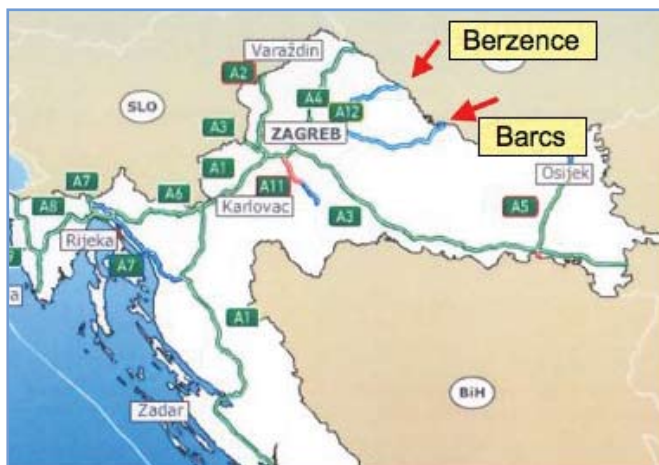 Varaždin
Berzence
A2
SLO
A4
A12
A3
ZAGREB
Barcs
A1
Osijek
A7
A6
A11
A8
Karlovac
A3
A5
Rijeka
A7
A1
Zadar
BiH